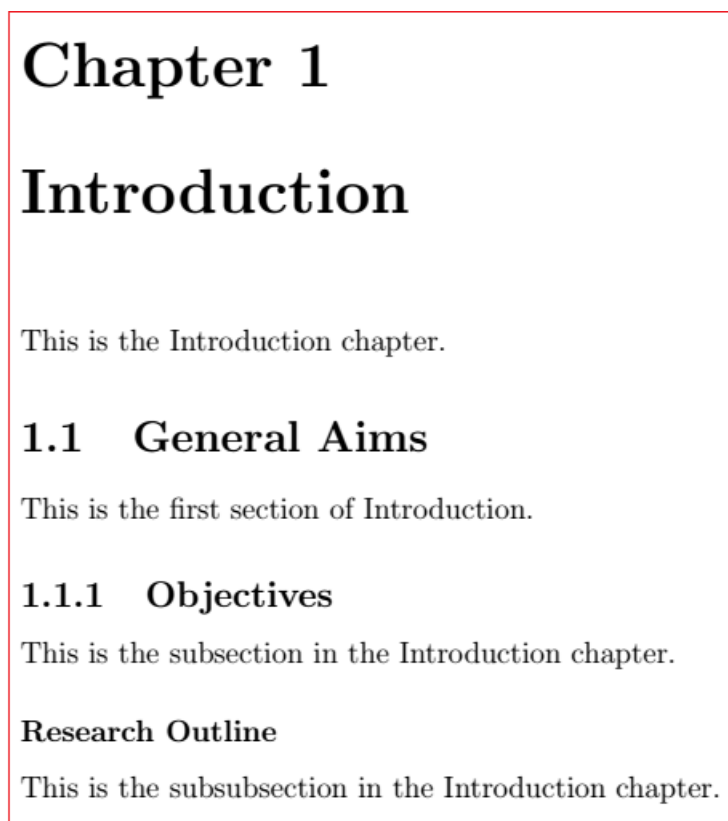 Chapter 1
Introduction
This is the Introduction chapter.
1.1 General Aims
This is the first section of Introduction.
1.1.1 Objectives
This is the subsection in the Introduction chapter.
Research Outline
This is the subsubsection in the Introduction chapter.